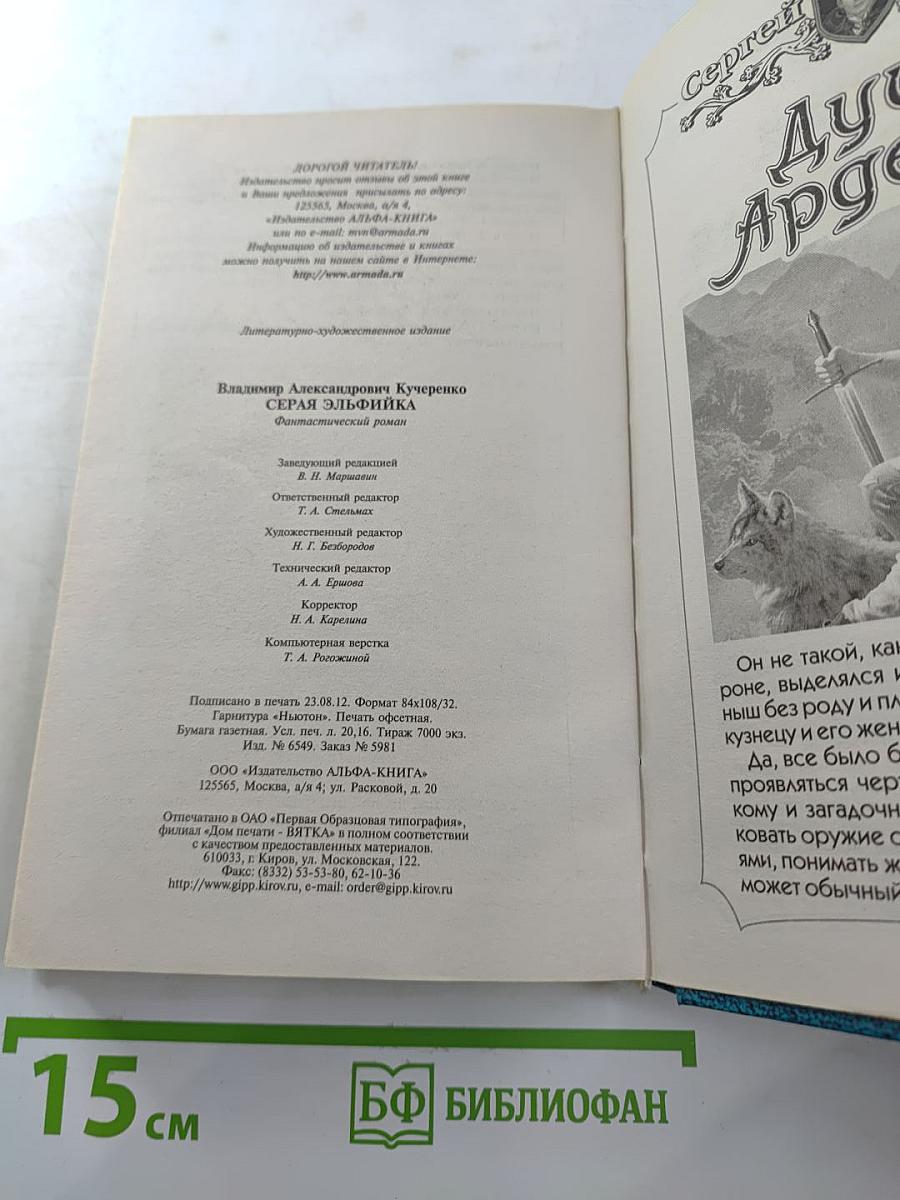 ДОРОГОЙ ЧИТАТЕЛЬ!
Издательство просит отзывы об этой книге
и Ваши предложения присылать по адресу:
125565, Москва, а/я 4,
«Издательство АЛЬФА-КНИГА»
или по e-mail: mvn@armada.ru
Информацию об издательстве и книгах
можно получить на нашем сайте в Интернете:
http://www.armada.ru
Литературно-художественное издание
Владимир Александрович Кучеренко
СЕРАЯ ЭЛЬФИЙКА
Фантастический роман
Заведующий редакцией
В. Н. Маршавин
Ответственный редактор
Т. А. Стельмах
Художественный редактор
Н. Г. Безбородов
Технический редактор
А. А. Ершова
Корректор
Н. А. Карелина
Компьютерная верстка
Т. А. Рогожиной
Подписано в печать 23.08.12. Формат 84x108/32.
Гарнитура «Ньютон». Печать офсетная.
Бумага газетная. Усл. печ. л. 20,16. Тираж 7000 экз.
Изд. № 6549. Заказ № 5981
ООО «Издательство АЛЬФА-КНИГА»
125565, Москва, а/я 4; ул. Расковой, д. 20
Отпечатано в ОАО «Первая Образцовая типография»,
филиал «Дом печати - ВЯТКА» в полном соответствии
с качеством предоставленных материалов.
610033, г. Киров, ул. Московская, 122.
Факс: (8332) 53-53-80, 62-10-36
http://www.gipp.kirov.ru, e-mail: order@gipp.kirov.ru
Сергей
Ду
Арде
Он не такой, как
роне, выделялся и
ныш без роду и пл
кузнецу и его жен
Да, все было б
проявляться черт
кому и загадочн
ковать оружие с
ями, понимать ж
может обычный
15 см
БФ БИБЛИОФАН